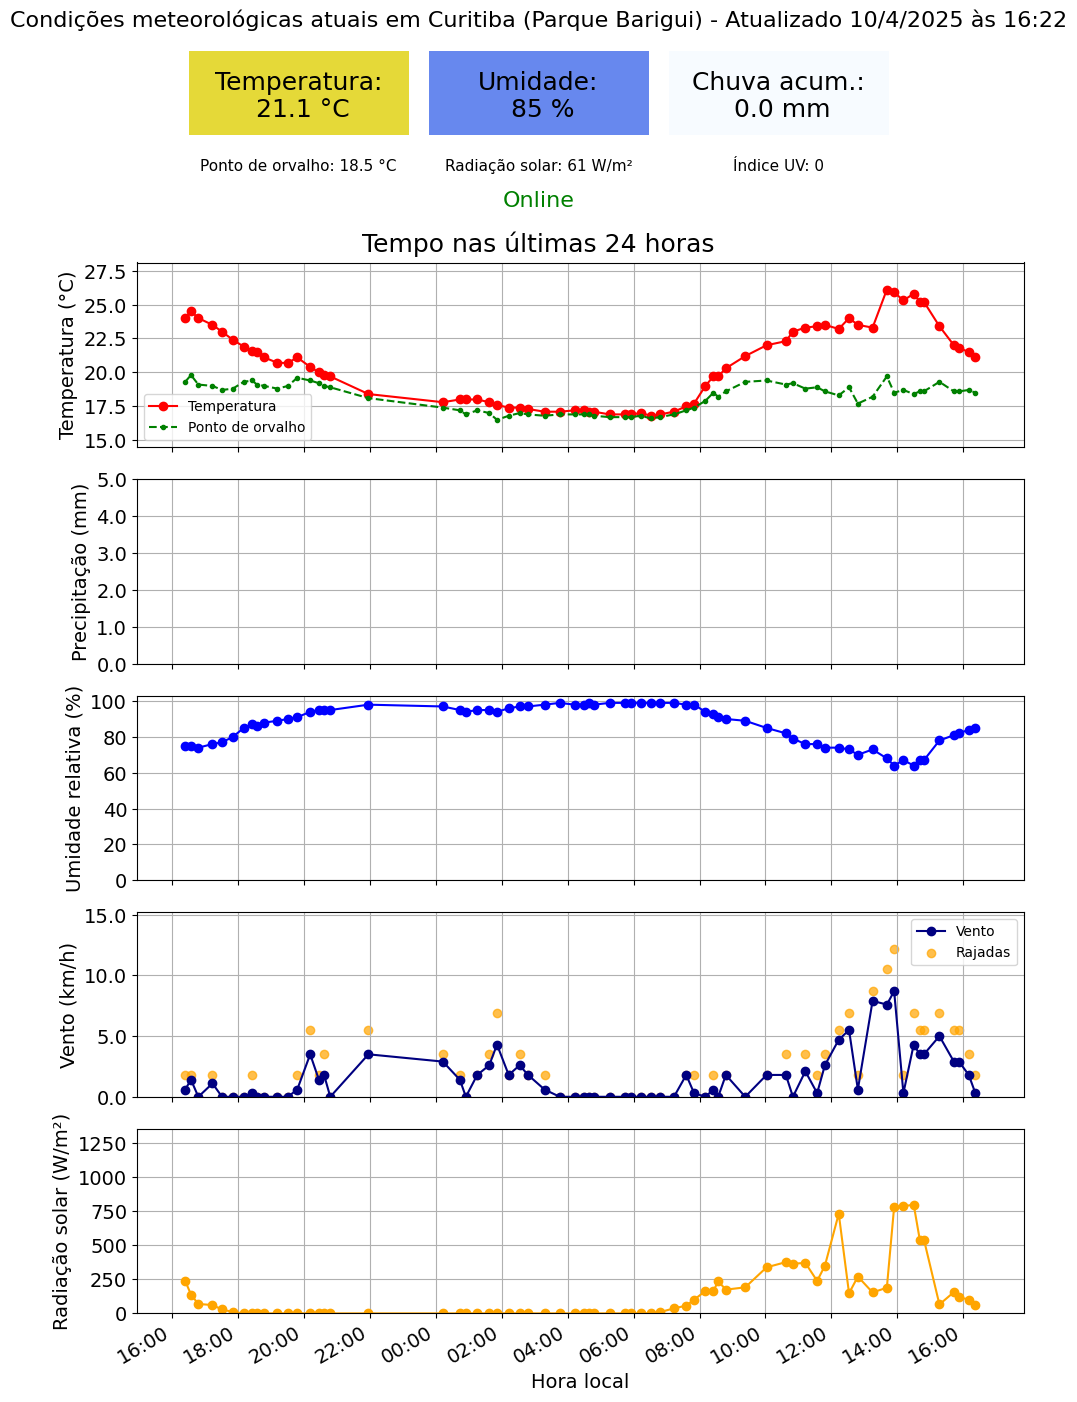 Condições meteorológicas atuais em Curitiba (Parque Barigui) - Atualizado 10/4/2025 às 16:22
Temperatura:
21.1 °C
Umidade:
85 %
Chuva acum.:
0.0 mm
Ponto de orvalho: 18.5 °C
Radiação solar: 61 W/m²
Índice UV: 0
Online
Tempo nas últimas 24 horas
Temperatura (°C)
27.5
25.0
22.5
20.0
17.5
15.0
Temperatura
Ponto de orvalho
Precipitação (mm)
5.0
4.0
3.0
2.0
1.0
0.0
Umidade relativa (%)
100
80
60
40
20
0
Vento (km/h)
15.0
10.0
5.0
0.0
Vento
Rajadas
Radiação solar (W/m²)
1250
1000
750
500
250
0
16:00
18:00
20:00
22:00
00:00
02:00
04:00
06:00
08:00
10:00
12:00
14:00
16:00
Hora local